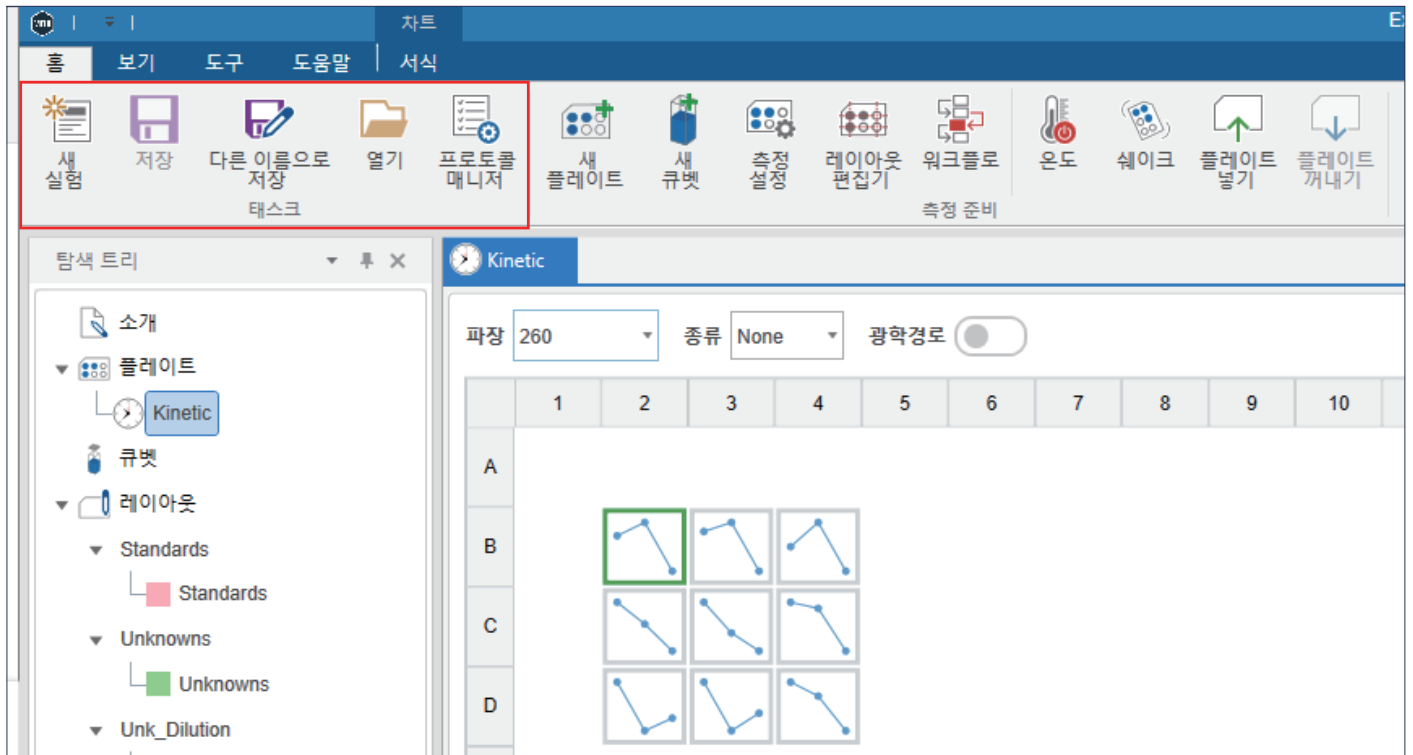 차트
E
홈 보기 도구 도움말 서식
새 실험
저장
다른 이름으로 저장
열기
프로토콜 매니저
태스크
새 플레이트
새 큐벳
측정 설정
레이아웃 편집기
워크플로
온도
쉐이크
플레이트 넣기
플레이트 꺼내기
측정 준비
탐색 트리
Kinetic
소개
플레이트
Kinetic
큐벳
레이아웃
Standards
Standards
Unknowns
Unknowns
Unk_Dilution
파장 260 종류 None 광학경로
1 2 3 4 5 6 7 8 9 10
A
B
C
D